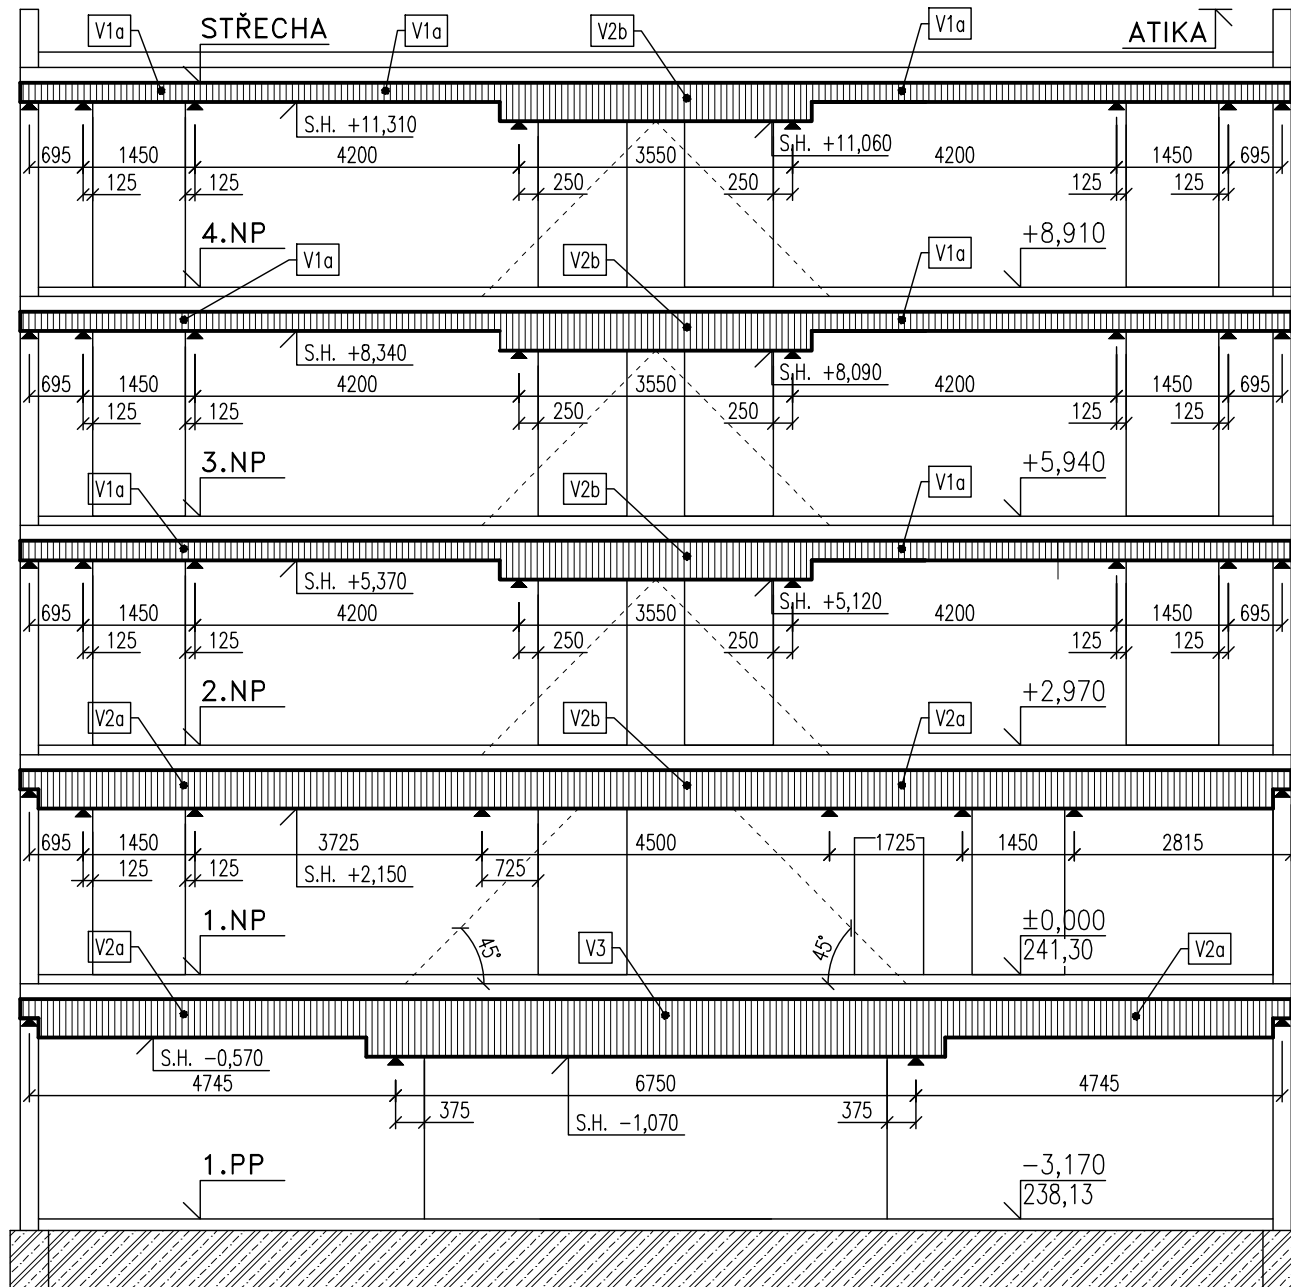 V1a STŘECHA V1a V2b V1a ATIKA
S.H. +11,310 S.H. +11,060
695 1450 4200 3550 4200 1450 695
125 125 250 250 125 125
4.NP +8,910
V1a V2b V1a
S.H. +8,340 S.H. +8,090
695 1450 4200 3550 4200 1450 695
125 125 250 250 125 125
3.NP +5,940
V1a V2b V1a
S.H. +5,370 S.H. +5,120
695 1450 4200 3550 4200 1450 695
125 125 250 250 125 125
2.NP +2,970
V2a V2b V2a
695 1450 3725 4500 1725 1450 2815
125 125 S.H. +2,150 725
1.NP ±0,000
241,30
V2a 45° V3 45° V2a
S.H. -0,570
4745 6750 4745
375 S.H. -1,070 375
1.PP -3,170
238,13